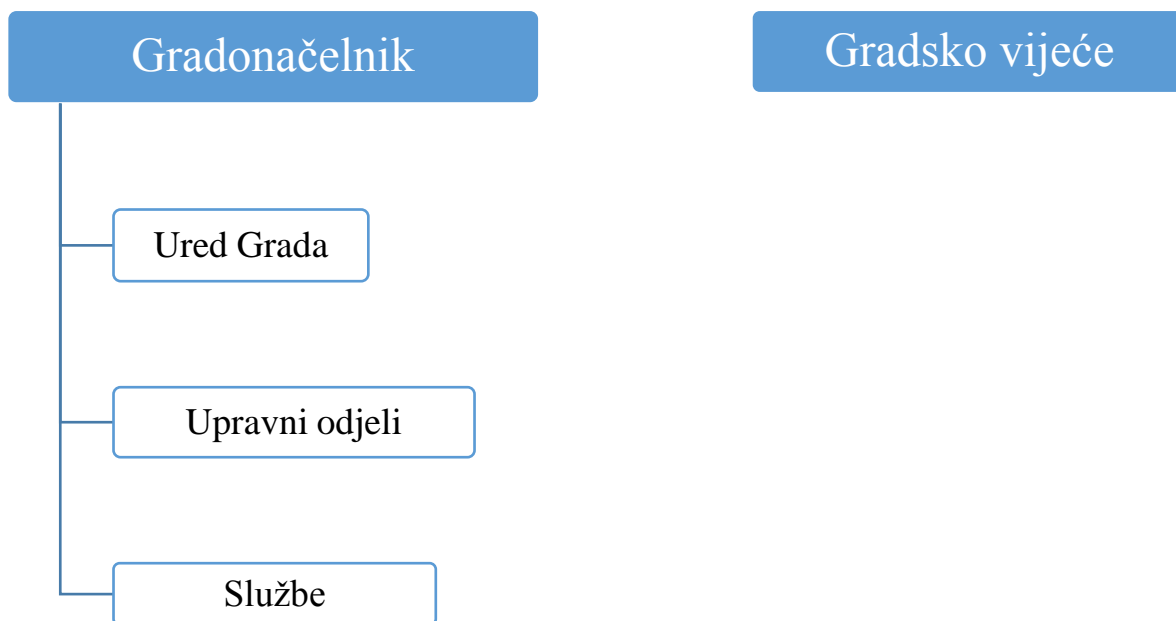 Gradonačelnik
Gradsko vijeće
Ured Grada
Upravni odjeli
Službe